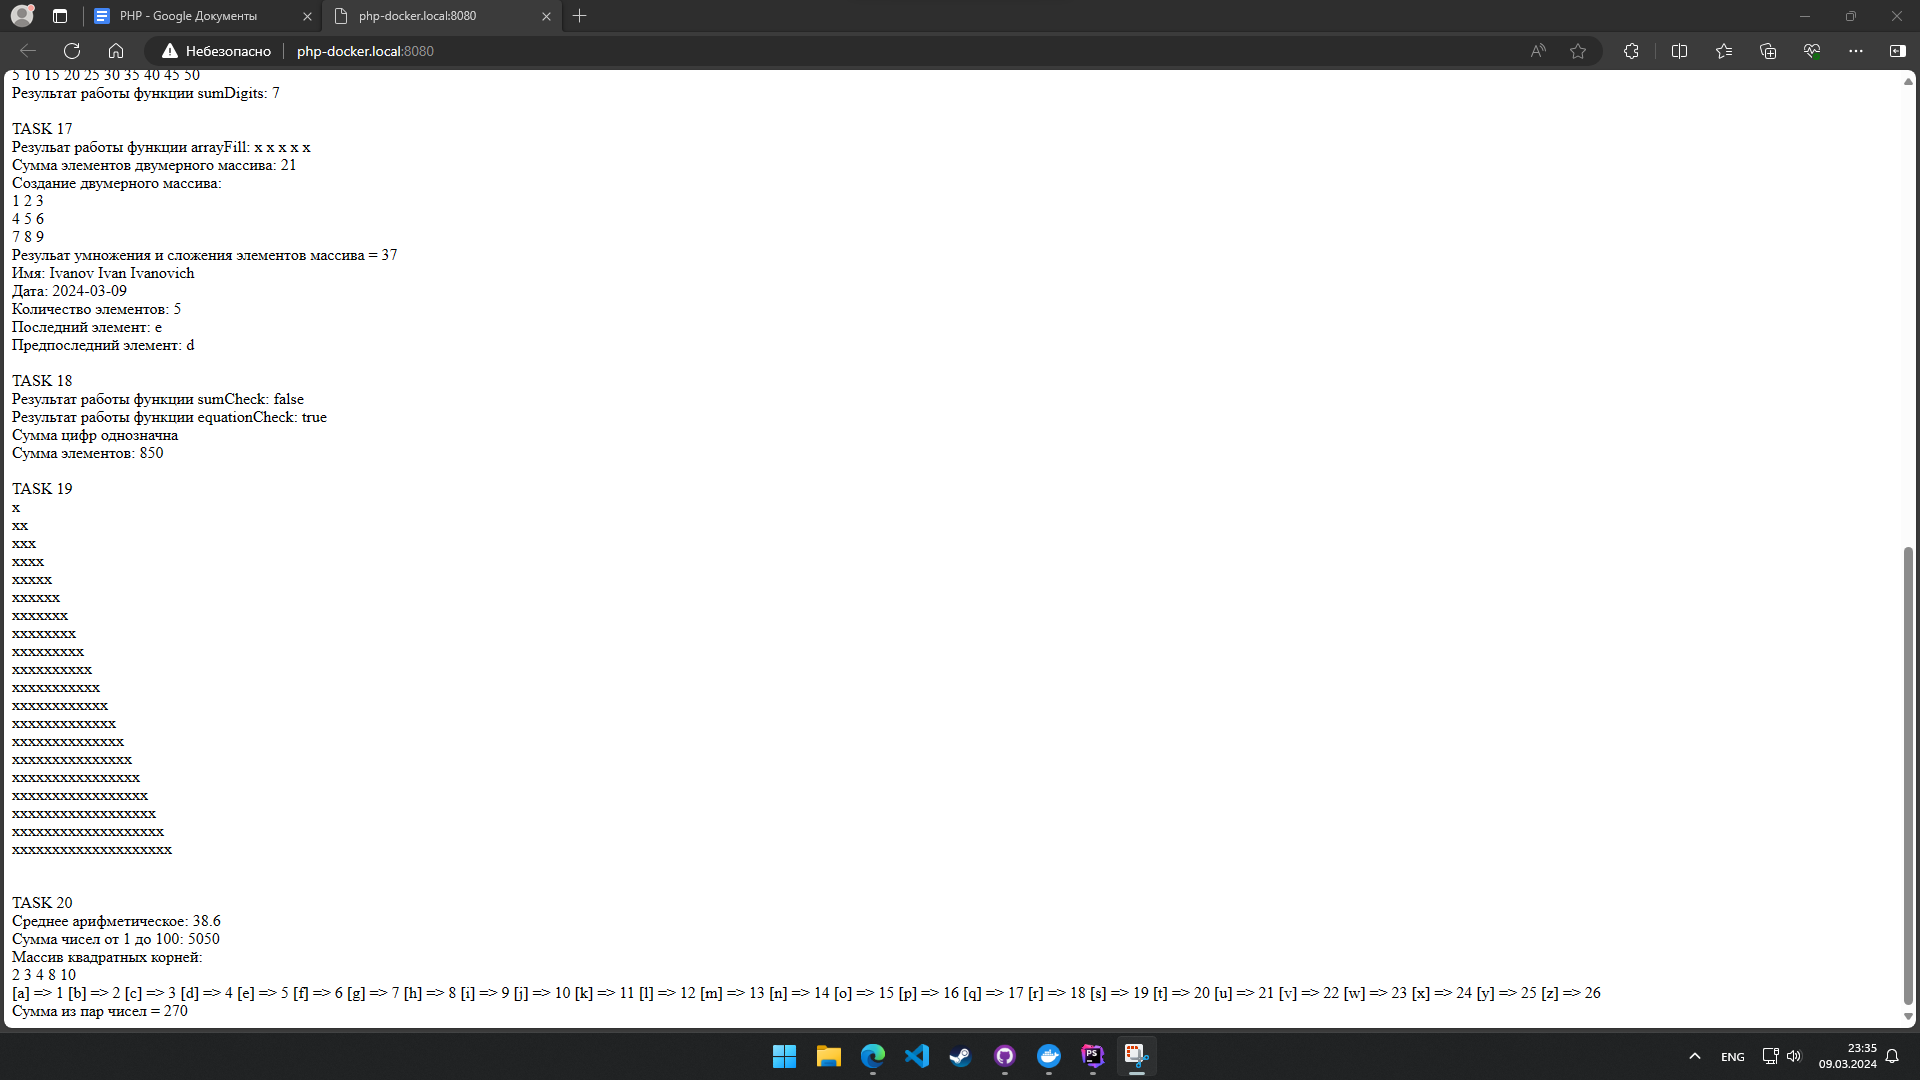 PHP - Google Документы
php-docker.local:8080
Небезопасно
php-docker.local:8080
5 10 15 20 25 30 35 40 45 50
Результат работы функции sumDigits: 7
TASK 17
Резульат работы функции arrayFill: x x x x x
Сумма элементов двумерного массива: 21
Создание двумерного массива:
1 2 3
4 5 6
7 8 9
Резульат умножения и сложения элементов массива = 37
Имя: Ivanov Ivan Ivanovich
Дата: 2024-03-09
Количество элементов: 5
Последний элемент: e
Предпоследний элемент: d
TASK 18
Результат работы функции sumCheck: false
Результат работы функции equationCheck: true
Сумма цифр однозначна
Сумма элементов: 850
TASK 19
x
xx
xxx
xxxx
xxxxx
xxxxxx
xxxxxxx
xxxxxxxx
xxxxxxxxx
xxxxxxxxxx
xxxxxxxxxxx
xxxxxxxxxxxx
xxxxxxxxxxxxx
xxxxxxxxxxxxxx
xxxxxxxxxxxxxxx
xxxxxxxxxxxxxxxx
xxxxxxxxxxxxxxxxx
xxxxxxxxxxxxxxxxxx
xxxxxxxxxxxxxxxxxxx
xxxxxxxxxxxxxxxxxxxx
TASK 20
Среднее арифметическое: 38.6
Сумма чисел от 1 до 100: 5050
Массив квадратных корней:
2 3 4 8 10
[a] => 1 [b] => 2 [c] => 3 [d] => 4 [e] => 5 [f] => 6 [g] => 7 [h] => 8 [i] => 9 [j] => 10 [k] => 11 [l] => 12 [m] => 13 [n] => 14 [o] => 15 [p] => 16 [q] => 17 [r] => 18 [s] => 19 [t] => 20 [u] => 21 [v] => 22 [w] => 23 [x] => 24 [y] => 25 [z] => 26
Сумма из пар чисел = 270
PS
ENG
23:35
09.03.2024